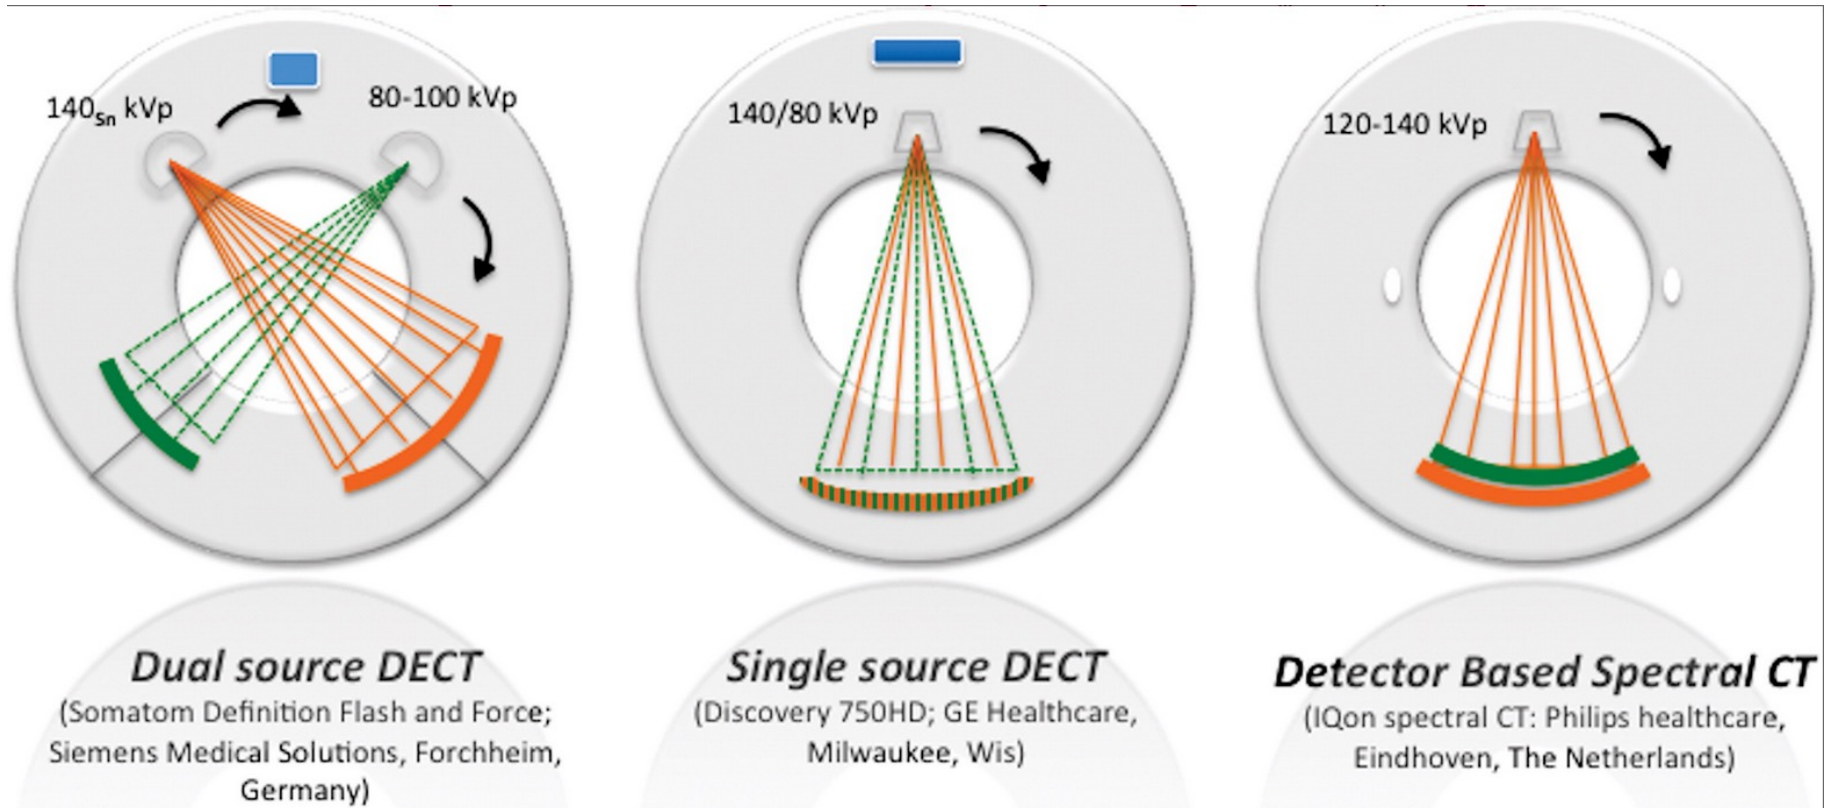 140Sn kVp
80-100 kVp
140/80 kVp
120-140 kVp
Dual source DECT
(Somatom Definition Flash and Force;
Siemens Medical Solutions, Forchheim,
Germany)
Single source DECT
(Discovery 750HD; GE Healthcare,
Milwaukee, Wis)
Detector Based Spectral CT
(IQon spectral CT: Philips healthcare,
Eindhoven, The Netherlands)